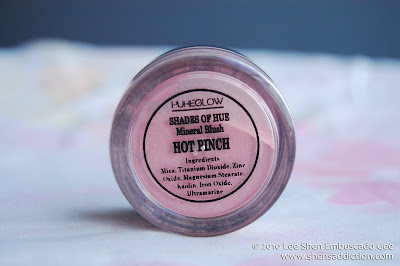 PUREGLOW
SHADES OF HUE
Mineral Blush
HOT PINCH
Ingredients
Mica, Titanium Dioxide, Zinc
Oxide, Magnesium Stearate,
Kaolin, Iron Oxide,
Ultramarine
© 2010 Lee Shen Embuscado Gee
www.shensaddiction.com